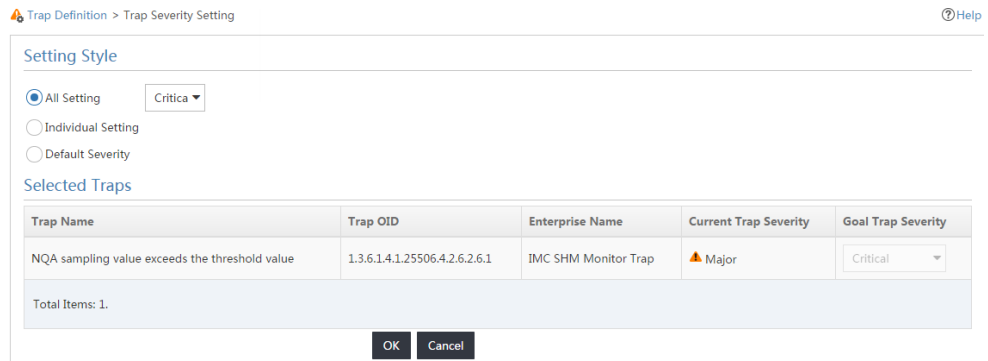 Trap Definition > Trap Severity Setting
Help
Setting Style
All Setting Critica
Individual Setting
Default Severity
Selected Traps
Trap Name Trap OID Enterprise Name Current Trap Severity Goal Trap Severity
NQA sampling value exceeds the threshold value 1.3.6.1.4.1.25506.4.2.6.2.6.1 IMC SHM Monitor Trap Major Critical
Total Items: 1.
OK Cancel